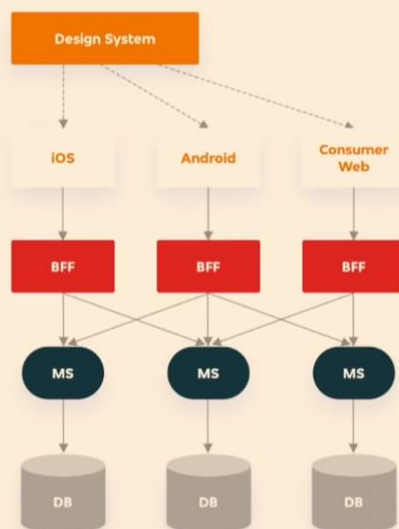 Design System
iOS
Android
Consumer
Web
BFF
BFF
BFF
MS
MS
MS
DB
DB
DB